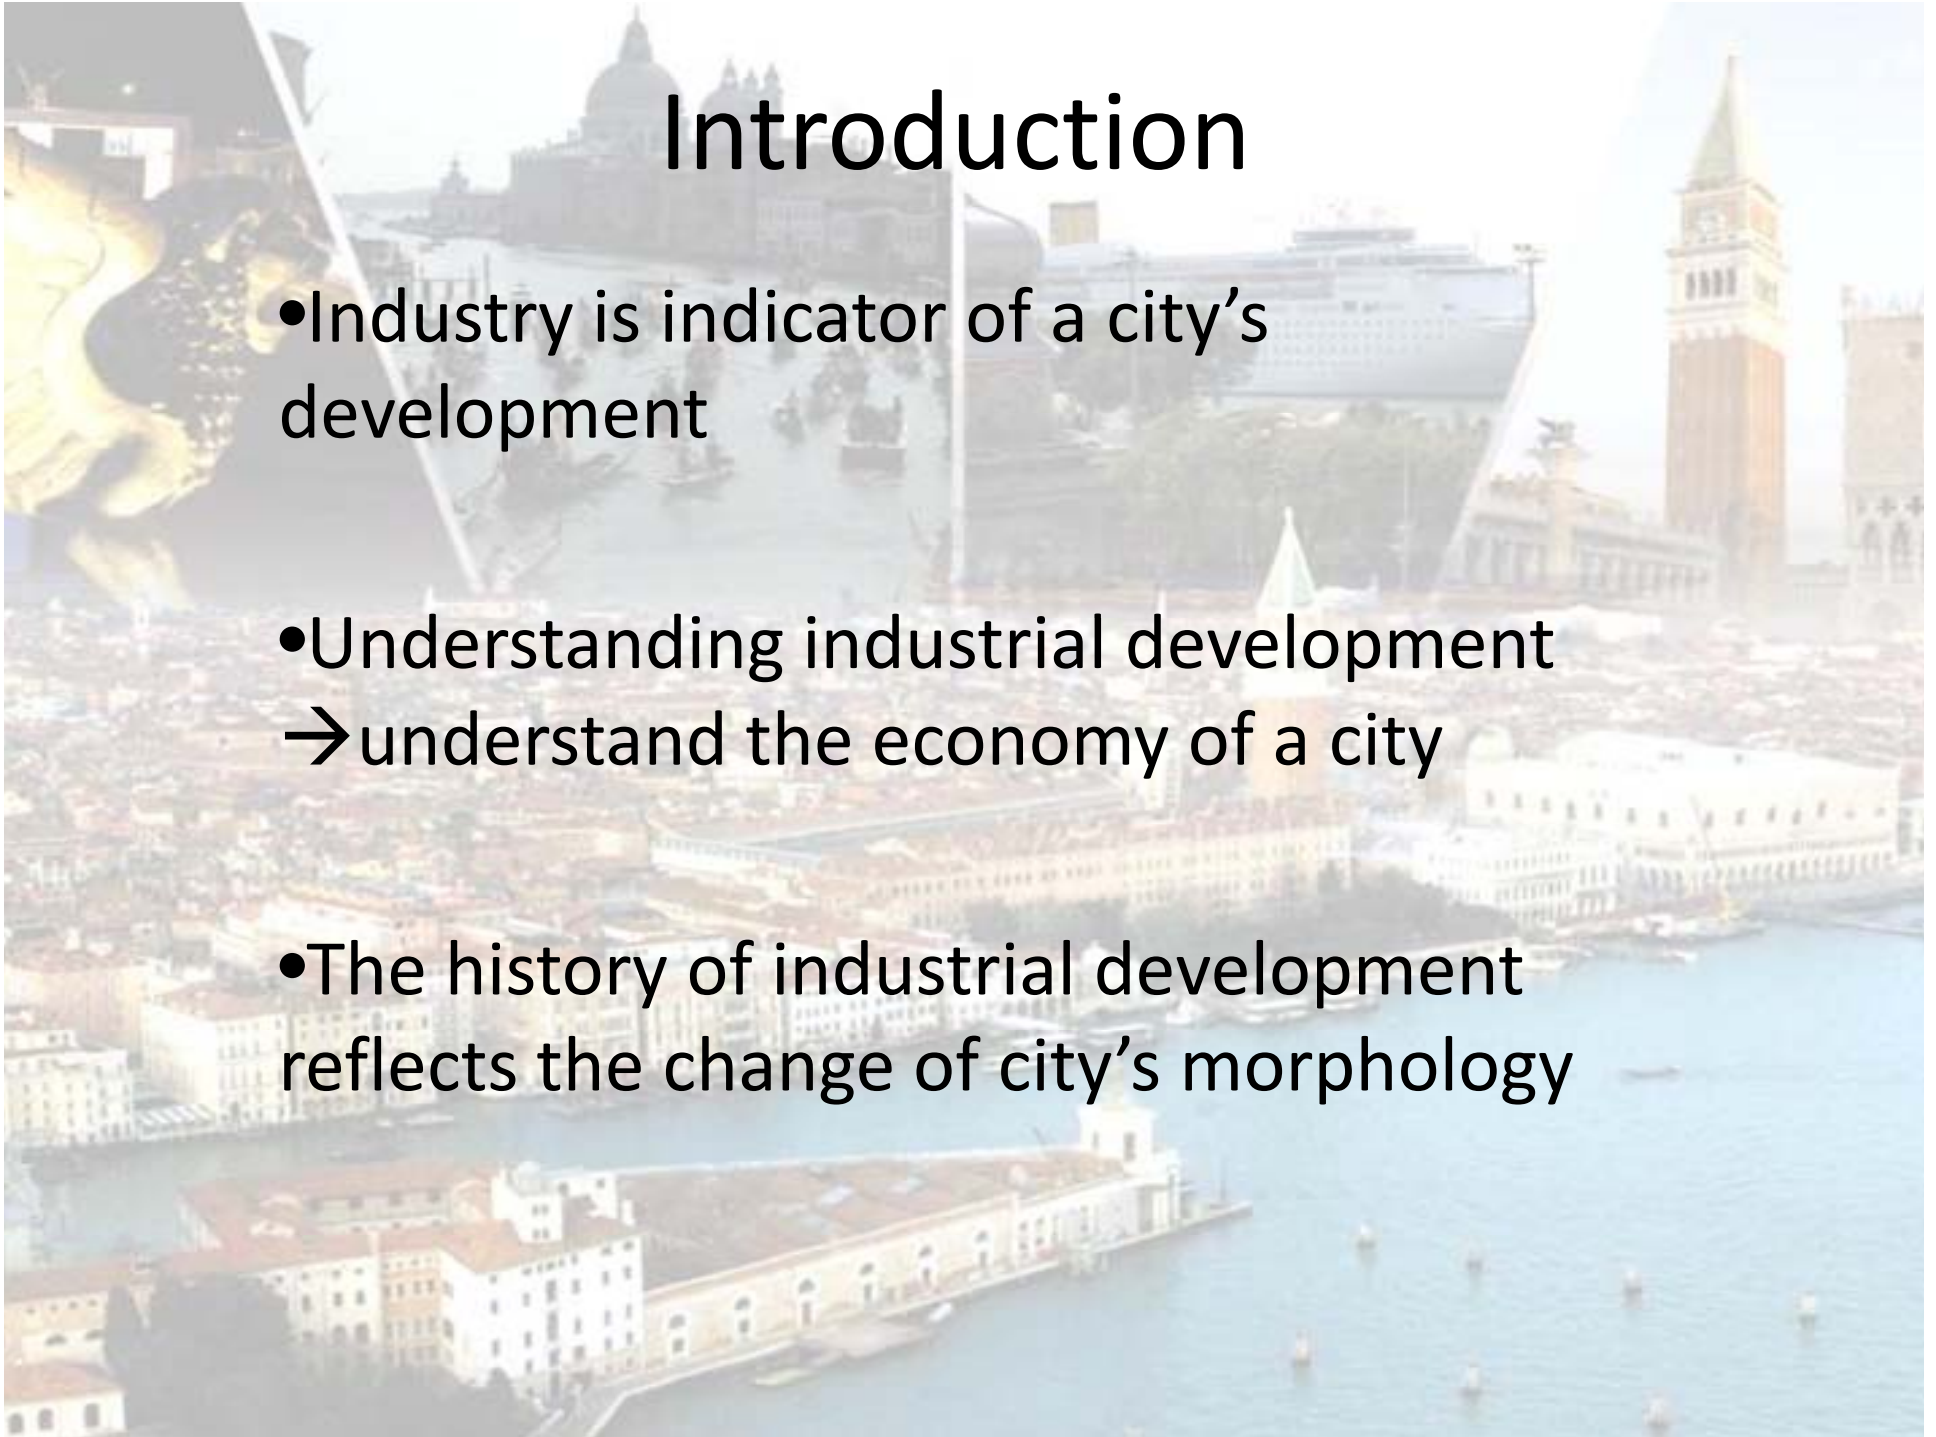 Introduction
•Industry is indicator of a city’s
development
•Understanding industrial development
→understand the economy of a city
•The history of industrial development
reflects the change of city’s morphology